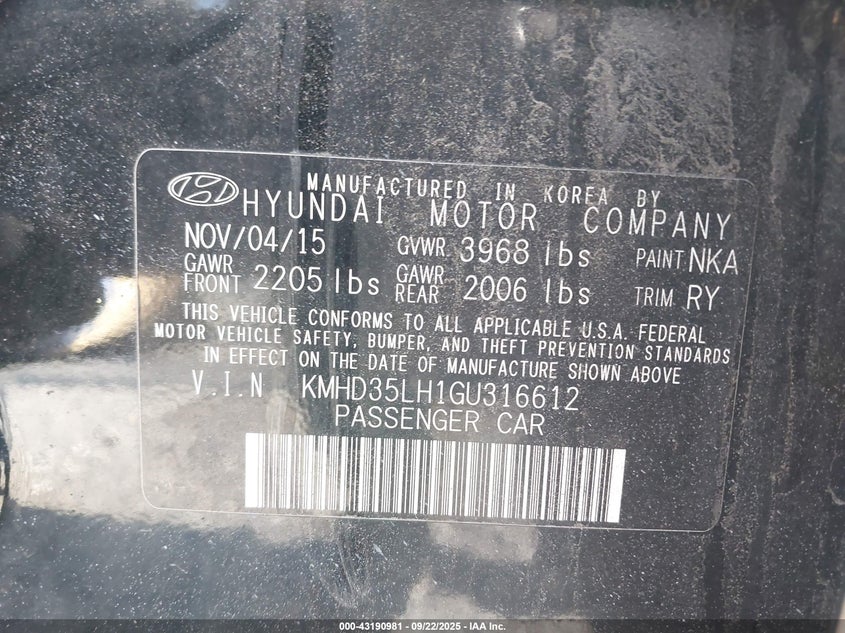 MANUFACTURED IN KOREA BY
HYUNDAI MOTOR COMPANY
NOV/04/15 GVWR 3968 lbs PAINT NKA
GAWR FRONT 2205 lbs GAWR REAR 2006 lbs TRIM RY
THIS VEHICLE CONFORMS TO ALL APPLICABLE U.S.A. FEDERAL
MOTOR VEHICLE SAFETY, BUMPER, AND THEFT PREVENTION STANDARDS
IN EFFECT ON THE DATE OF MANUFACTURE SHOWN ABOVE
V.I.N KMHD35LH1GU316612
PASSENGER CAR
000-43190981 - 09/22/2025 - IAA Inc.